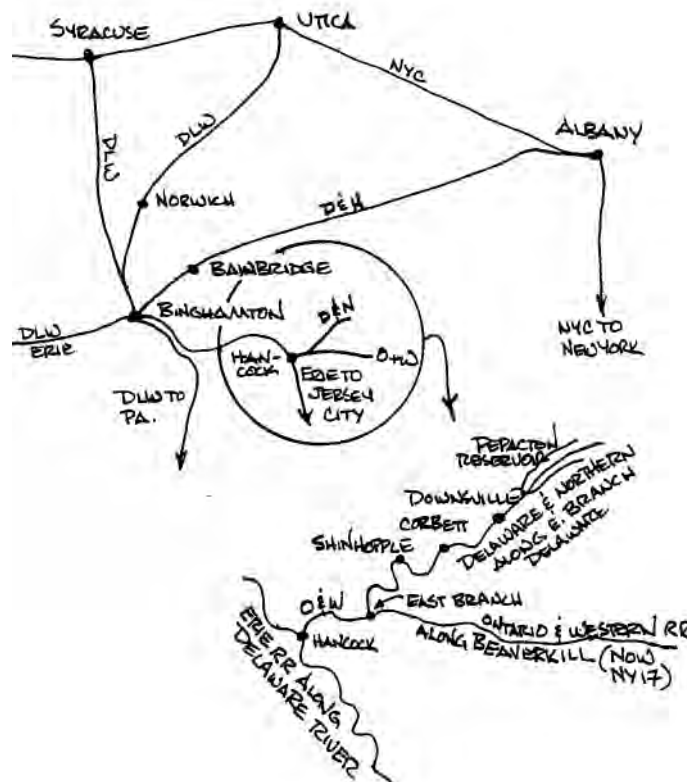 SYRACUSE
UTICA
NYC
DLW
DLW
ALBANY
NORWICH
D&H
BAINBRIDGE
BINGHAMTON
DLW
ERIE
D&N
HAN-
COCK
O+W
ERIE TO
JERSEY
CITY
NYC TO
NEW YORK
DLW TO
PA.
PEPACTON
RESERVOIR
DOWNSVILLE
CORBETT
DELAWARE & NORTHERN
ALONG E. BRANCH
DELAWARE
SHINHOPPLE
O&W
EAST BRANCH
HANCOCK
ONTARIO & WESTERN RR
ALONG BEAVERKILL (NOW
NY17)
ERIE RR ALONG
DELAWARE RIVER